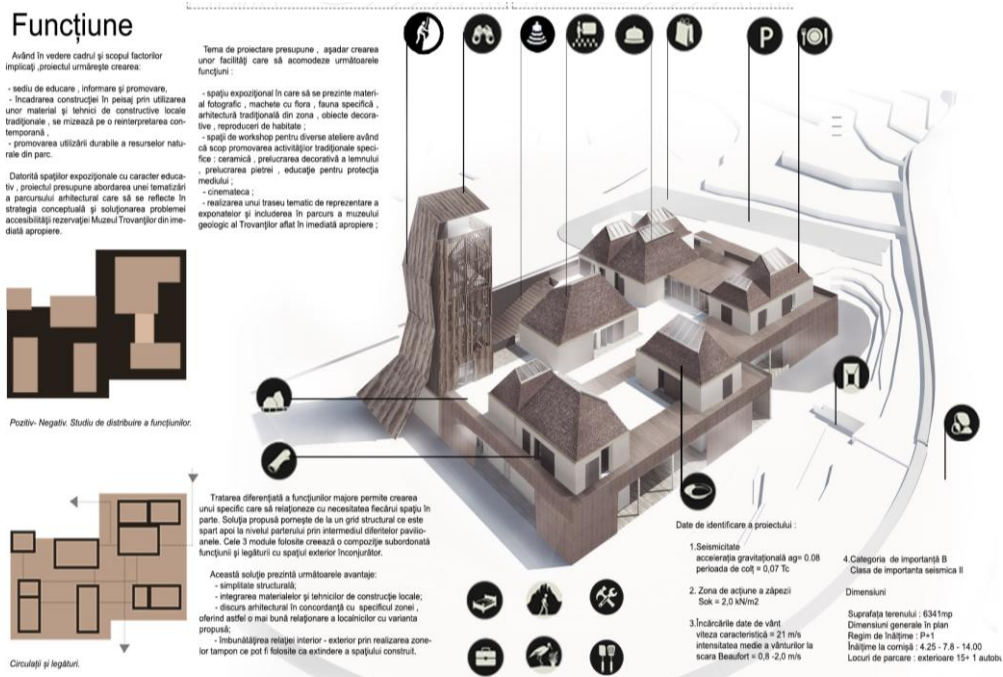 Funcțiune
Având în vedere cadrul și scopul factorilor
implicați ,proiectul urmărește crearea:
- sediu de educare , informare și promovare,
- încadrarea construcției în peisaj prin utilizarea
unor material și tehnici de constructive locale
tradiționale , se mizează pe o reinterpretarea con-
temporană ,
- promovarea utilizării durabile a resurselor natu-
rale din parc.
Datorită spațiilor expoziționale cu caracter educa-
tiv , proiectul presupune abordarea unei tematizări
a parcursului arhitectural care să se reflecte în
strategia conceptuală și soluționarea problemei
accesibilității rezervației Muzeul Trovanților din ime-
diată apropiere.
Tema de proiectare presupune , așadar crearea
unor facilități care să acomodeze următoarele
funcțiuni :
- spațiu expozițional în care să se prezinte materi-
al fotografic , machete cu flora , fauna specifică ,
arhitectură tradițională din zona , obiecte decora-
tive , reproduceri de habitate ;
- spații de workshop pentru diverse ateliere având
că scop promovarea activităților tradiționale speci-
fice : ceramică , prelucrarea decorativă a lemnului
, prelucrarea pietrei , educație pentru protecția
mediului ;
- cinemateca ;
- realizarea unui traseu tematic de reprezentare a
exponatelor și includerea în parcurs a muzeului
geologic al Trovanților aflat în imediată apropiere ;
P
Pozitiv- Negativ. Studiu de distribuire a funcțiunilor.
Tratarea diferențiată a funcțiunilor majore permite crearea
unui specific care să relaționeze cu necesitatea fiecărui spațiu în
parte. Soluția propusă pornește de la un grid structural ce este
spart apoi la nivelul parterului prin intermediul diferitelor pavilio-
anele. Cele 3 module folosite creează o compoziție subordonată
funcțiunii și legăturii cu spațiul exterior înconjurător.
Această soluție prezintă următoarele avantaje:
- simplitate structurală;
- integrarea materialelor și tehnicilor de construcție locale;
- discurs arhitectural în concordanță cu specificul zonei ,
oferind astfel o mai bună relaționare a localnicilor cu varianta
propusă;
- îmbunătățirea relației interior - exterior prin realizarea zone-
lor tampon ce pot fi folosite ca extindere a spațiului construit.
Circulații și legături.
Date de identificare a proiectului :
1.Seismicitate
accelerația gravitațională ag= 0.08
perioada de colț = 0,07 Tc
2. Zona de acțiune a zăpezii
Sok = 2,0 kN/m2
3.Încărcările date de vânt
viteza caracteristică = 21 m/s
intensitatea medie a vânturilor la
scara Beaufort = 0,8 -2,0 m/s
4.Categoria de importanță B
Clasa de importanta seismica II
Dimensiuni
Suprafața terenului : 6341mp
Dimensiuni generale în plan
Regim de înălțime : P+1
Înălțime la cornișă : 4.25 - 7.8 - 14.00
Locuri de parcare : exterioare 15+ 1 autobu